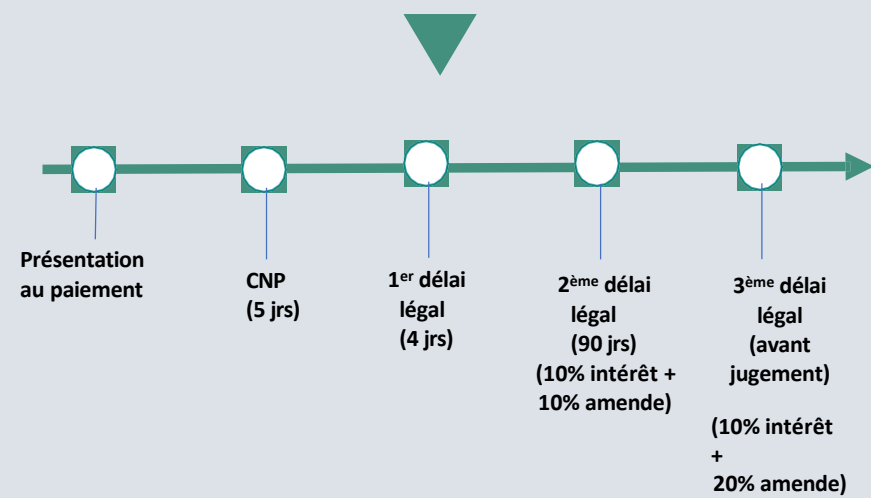 Présentation
au paiement
CNP
(5 jrs)
1er délai
légal
(4 jrs)
2ème délai
légal
(90 jrs)
(10% intérêt +
10% amende)
3ème délai
légal
(avant
jugement)
(10% intérêt
+
20% amende)